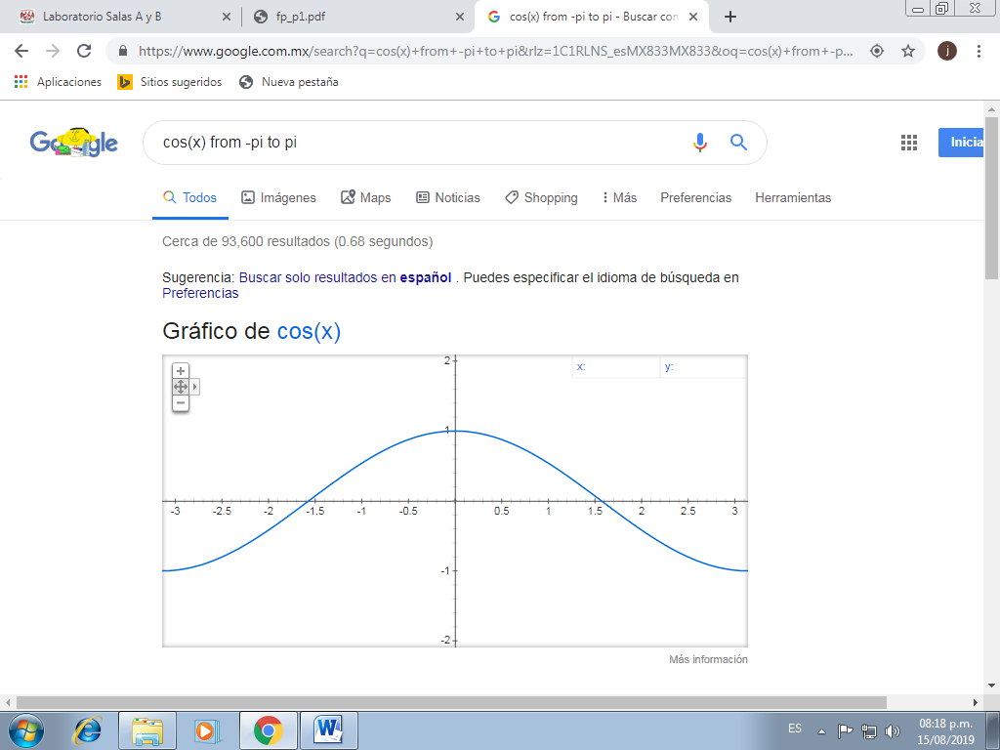 Laboratorio Salas A y B
fp_p1.pdf
cos(x) from -pi to pi - Buscar con
https://www.google.com.mx/search?q=cos(x)+from+-pi+to+pi&rlz=1C1RLNS_esMX833MX833&oq=cos(x)+from+-p...
j
Aplicaciones
Sitios sugeridos
Nueva pestaña
Google
cos(x) from -pi to pi
Inicia
Todos
Imágenes
Maps
Noticias
Shopping
Más
Preferencias
Herramientas
Cerca de 93,600 resultados (0.68 segundos)
Sugerencia: Buscar solo resultados en español . Puedes especificar el idioma de búsqueda en
Preferencias
Gráfico de cos(x)
x:
y:
2
1
-3 -2.5 -2 -1.5 -1 -0.5 0.5 1 1.5 2 2.5 3
-1
-2
Más información
ES
08:18 p.m.
15/08/2019